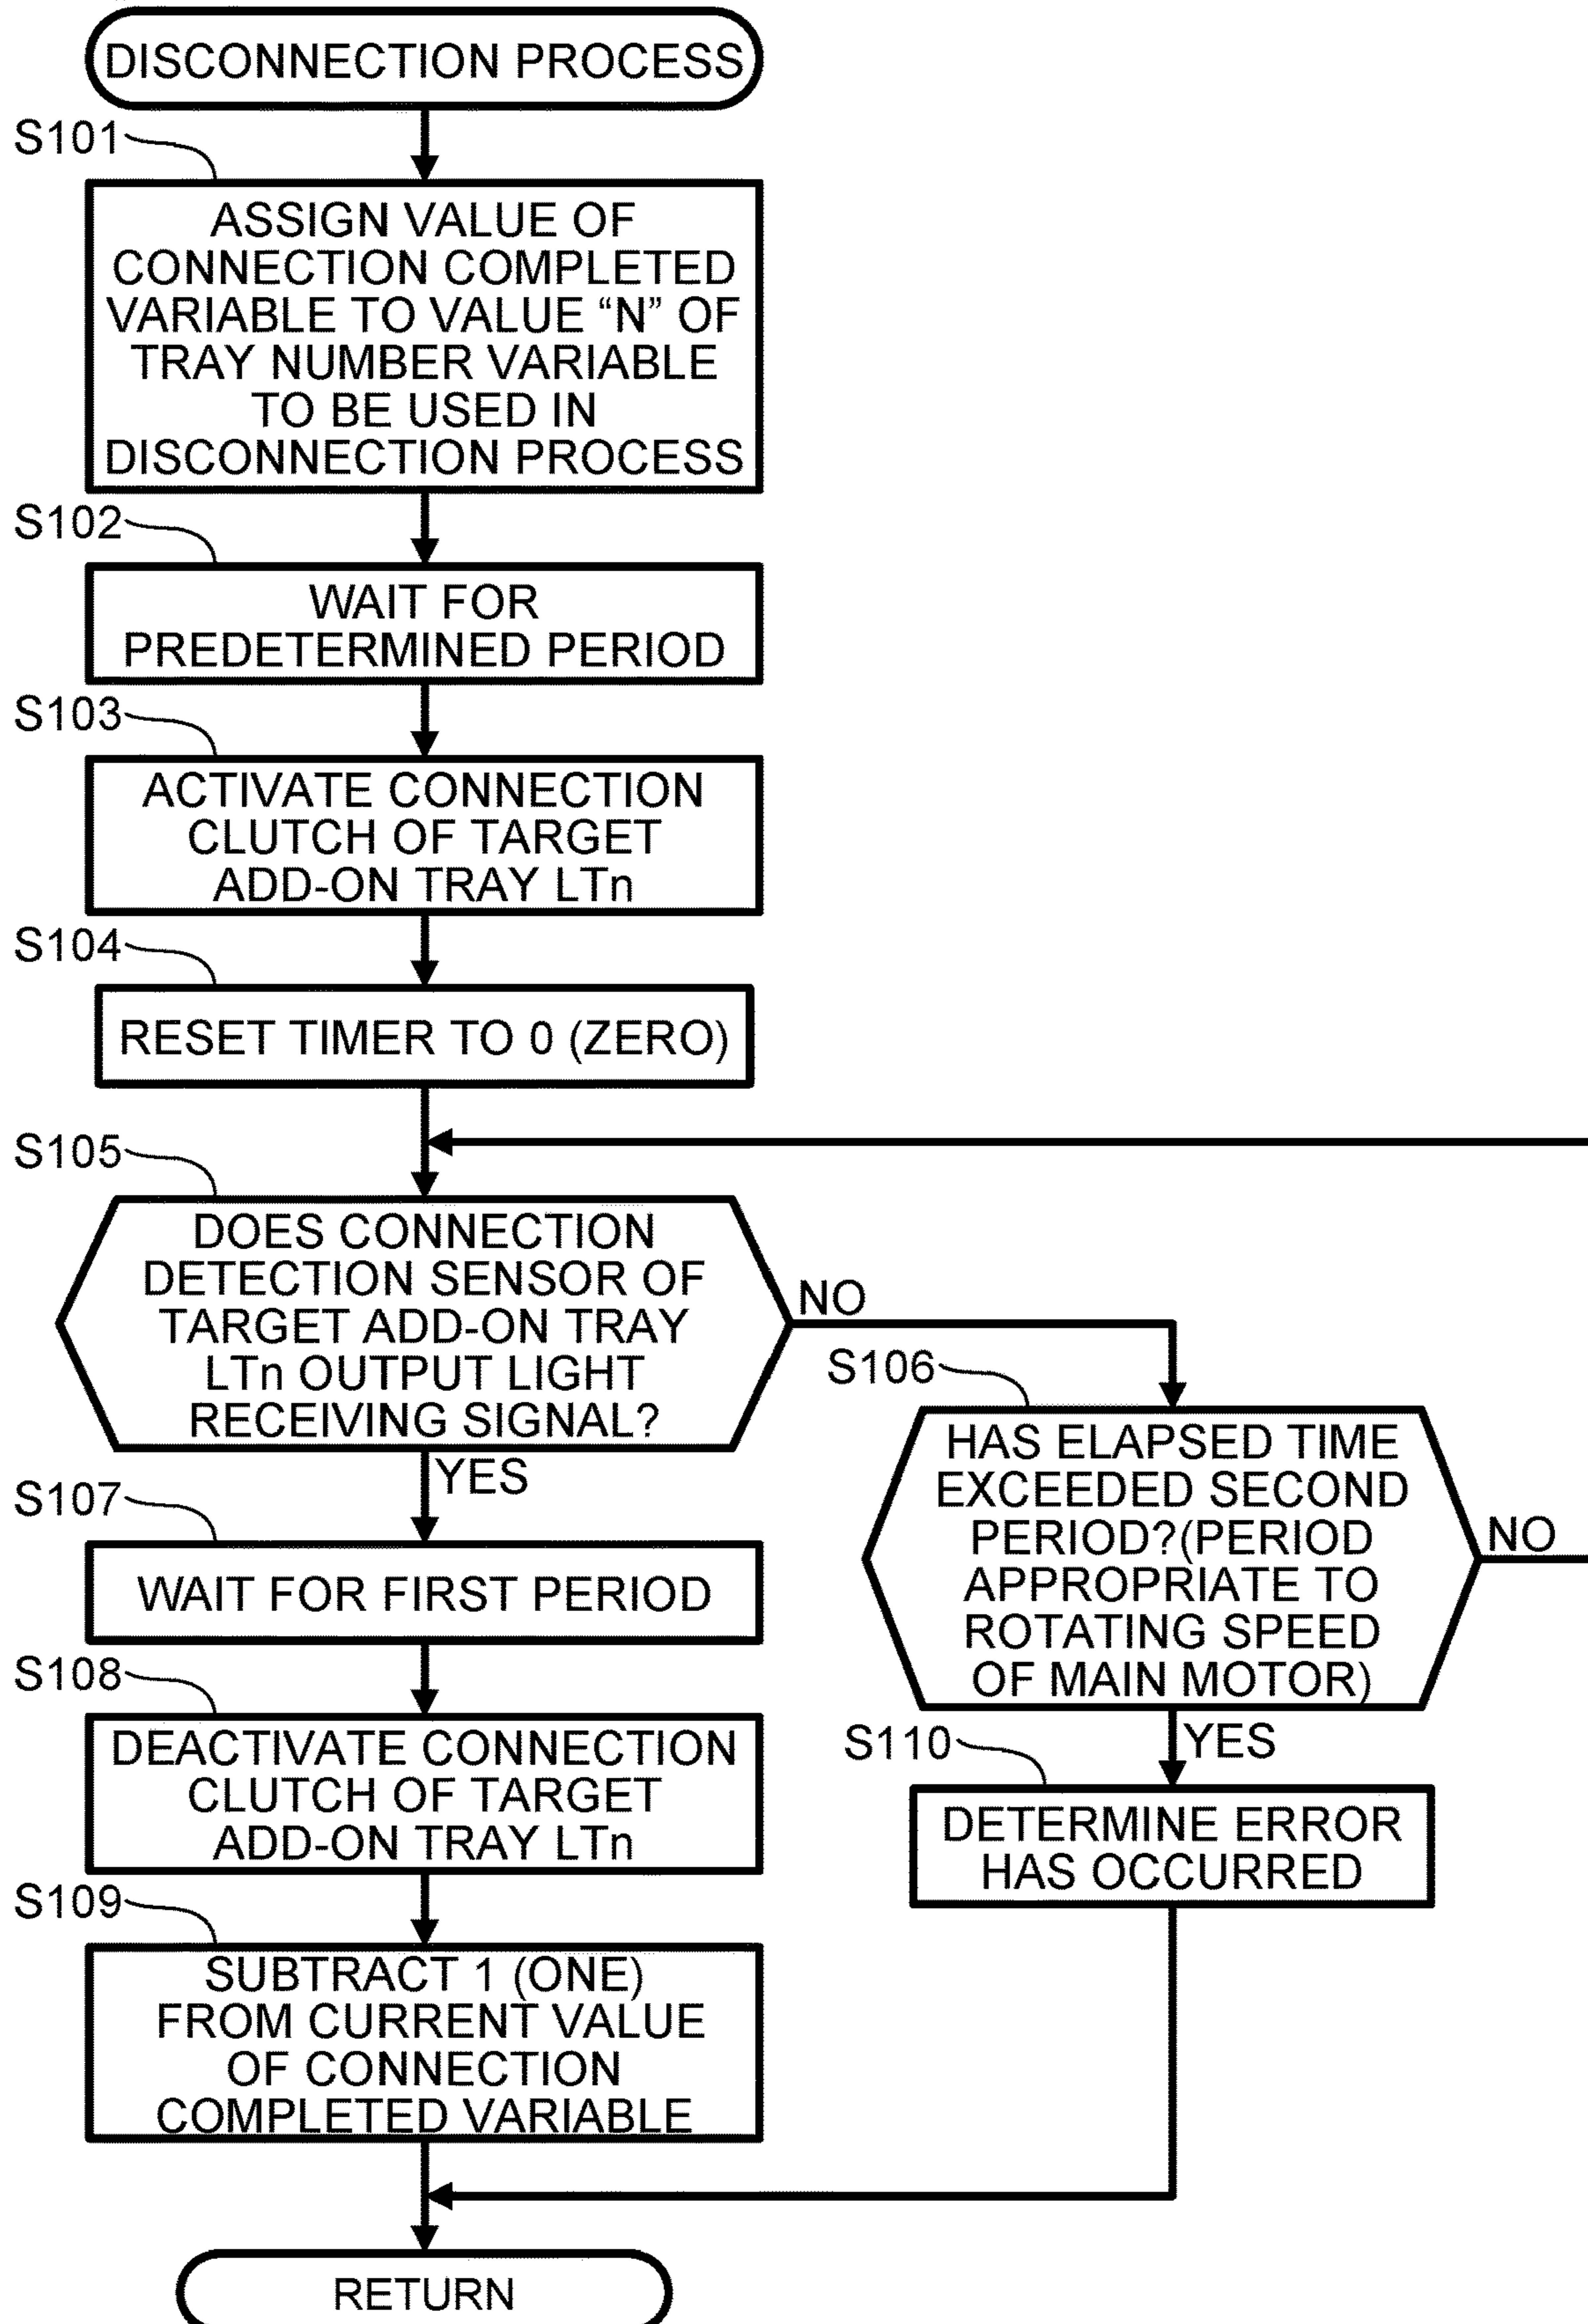 DISCONNECTION PROCESS
S101
ASSIGN VALUE OF
CONNECTION COMPLETED
VARIABLE TO VALUE “N” OF
TRAY NUMBER VARIABLE
TO BE USED IN
DISCONNECTION PROCESS
S102
WAIT FOR
PREDETERMINED PERIOD
S103
ACTIVATE CONNECTION
CLUTCH OF TARGET
ADD-ON TRAY LTn
S104
RESET TIMER TO 0 (ZERO)
S105
DOES CONNECTION
DETECTION SENSOR OF
TARGET ADD-ON TRAY
LTn OUTPUT LIGHT
RECEIVING SIGNAL?
NO
YES
S106
HAS ELAPSED TIME
EXCEEDED SECOND
PERIOD?(PERIOD
APPROPRIATE TO
ROTATING SPEED
OF MAIN MOTOR)
NO
YES
S107
WAIT FOR FIRST PERIOD
S108
DEACTIVATE CONNECTION
CLUTCH OF TARGET
ADD-ON TRAY LTn
S110
DETERMINE ERROR
HAS OCCURRED
S109
SUBTRACT 1 (ONE)
FROM CURRENT VALUE
OF CONNECTION
COMPLETED VARIABLE
RETURN